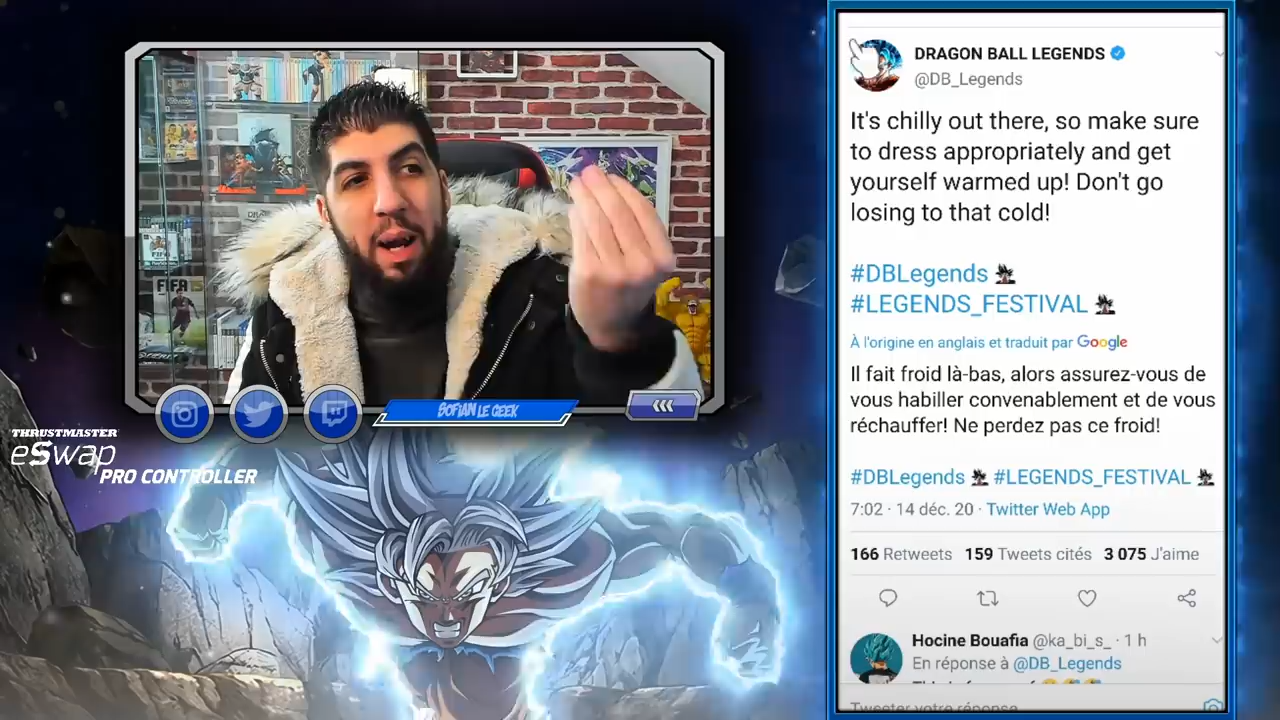 DRAGON BALL LEGENDS
@DB_Legends
It's chilly out there, so make sure
to dress appropriately and get
yourself warmed up! Don't go
losing to that cold!
#DBLegends
#LEGENDS_FESTIVAL
À l'origine en anglais et traduit par Google
Il fait froid là-bas, alors assurez-vous de
vous habiller convenablement et de vous
réchauffer! Ne perdez pas ce froid!
#DBLegends #LEGENDS_FESTIVAL
7:02 · 14 déc. 20 · Twitter Web App
166 Retweets 159 Tweets cités 3 075 J'aime
Hocine Bouafia @ka_bi_s_ · 1 h
En réponse à @DB_Legends
Tweeter votre réponse
FIFA 15
SOFIAN LE GEEK
THRUSTMASTER
eSwap
PRO CONTROLLER